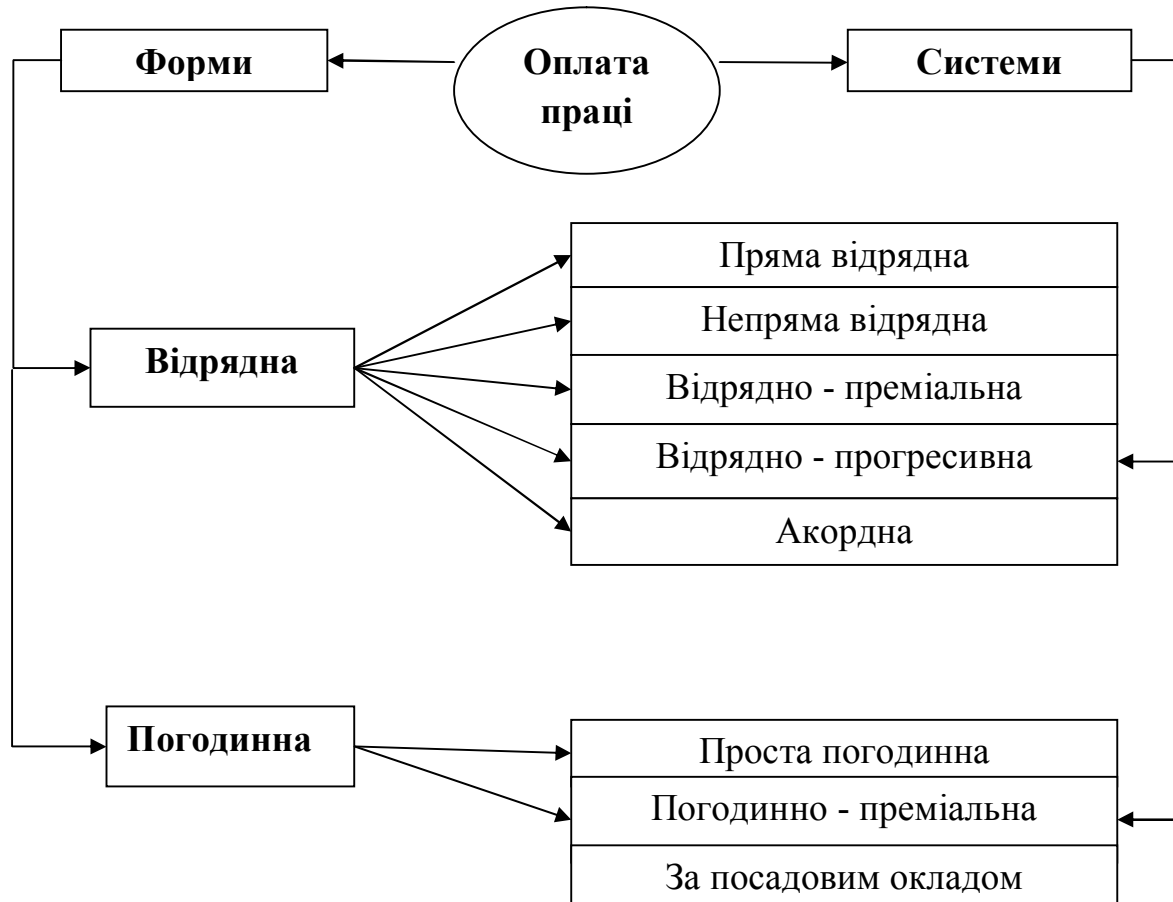 Форми
Оплата
праці
Системи
Пряма відрядна
Непряма відрядна
Відрядна
Відрядно - преміальна
Відрядно - прогресивна
Акордна
Погодинна
Проста погодинна
Погодинно - преміальна
За посадовим окладом